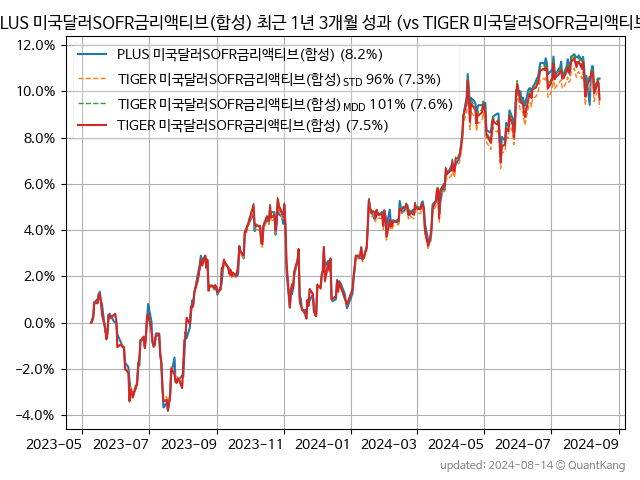 PLUS 미국달러SOFR금리액티브(합성) 최근 1년 3개월 성과 (vs TIGER 미국달러SOFR금리액티브
12.0%
10.0%
8.0%
6.0%
4.0%
2.0%
0.0%
−2.0%
−4.0%
PLUS 미국달러SOFR금리액티브(합성) (8.2%)
TIGER 미국달러SOFR금리액티브(합성) STD 96% (7.3%)
TIGER 미국달러SOFR금리액티브(합성) MDD 101% (7.6%)
TIGER 미국달러SOFR금리액티브(합성) (7.5%)
2023-05 2023-07 2023-09 2023-11 2024-01 2024-03 2024-05 2024-07 2024-09
updated: 2024-08-14 © QuantKang